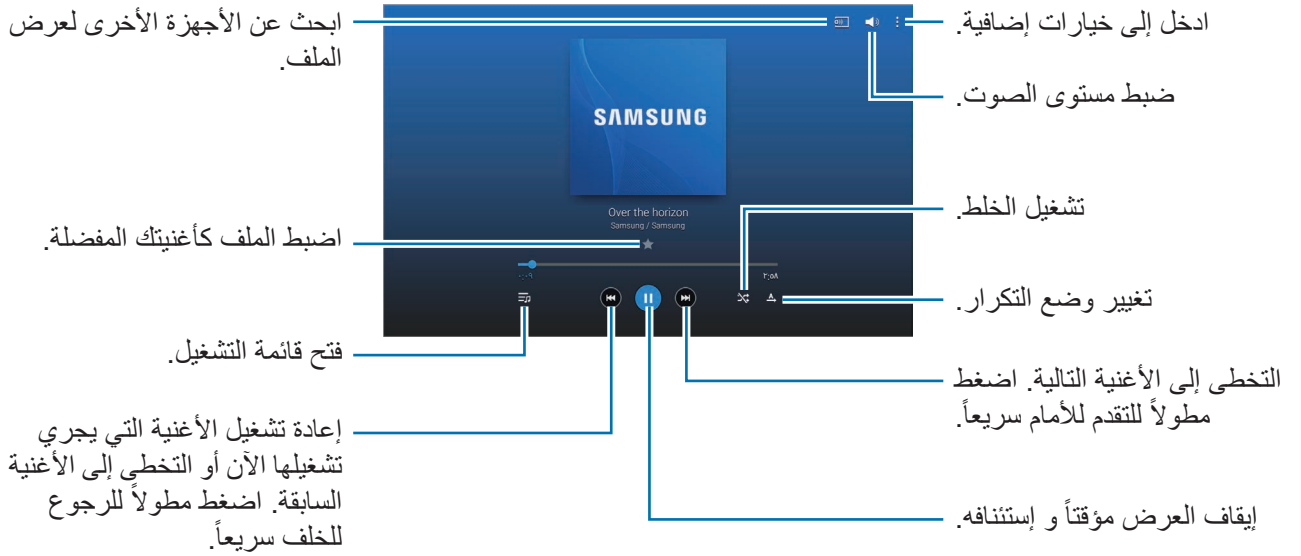 ادخل إلى خيارات إضافية.
ضبط مستوى الصوت.
تشغيل الخلط.
تغيير وضع التكرار.
التخطى إلى الأغنية التالية. اضغط
مطولاً للتقدم للأمام سريعاً.
إيقاف العرض مؤقتاً و إستئنافه.
SAMSUNG
Over the horizon
Samsung / Samsung
٠:٠٩
٢:٥٨
ابحث عن الأجهزة الأخرى لعرض
الملف.
اضبط الملف كأغنيتك المفضلة.
فتح قائمة التشغيل.
إعادة تشغيل الأغنية التي يجري
تشغيلها الآن أو التخطى إلى الأغنية
السابقة. اضغط مطولاً للرجوع
للخلف سريعاً.